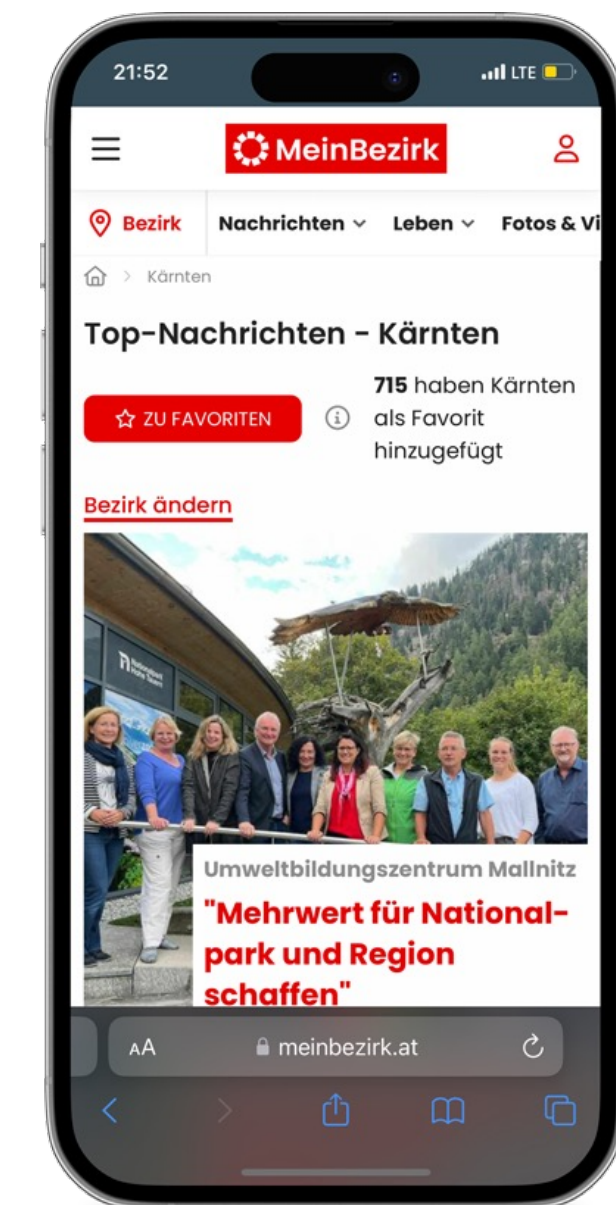 21:52
LTE
MeinBezirk
Bezirk Nachrichten Leben Fotos & Vi
Kärnten
Top-Nachrichten - Kärnten
ZU FAVORITEN
715 haben Kärnten
als Favorit
hinzugefügt
Bezirk ändern
Nationalpark
Hohe Tauern
Umweltbildungszentrum Mallnitz
"Mehrwert für National-
park und Region
schaffen"
AA meinbezirk.at